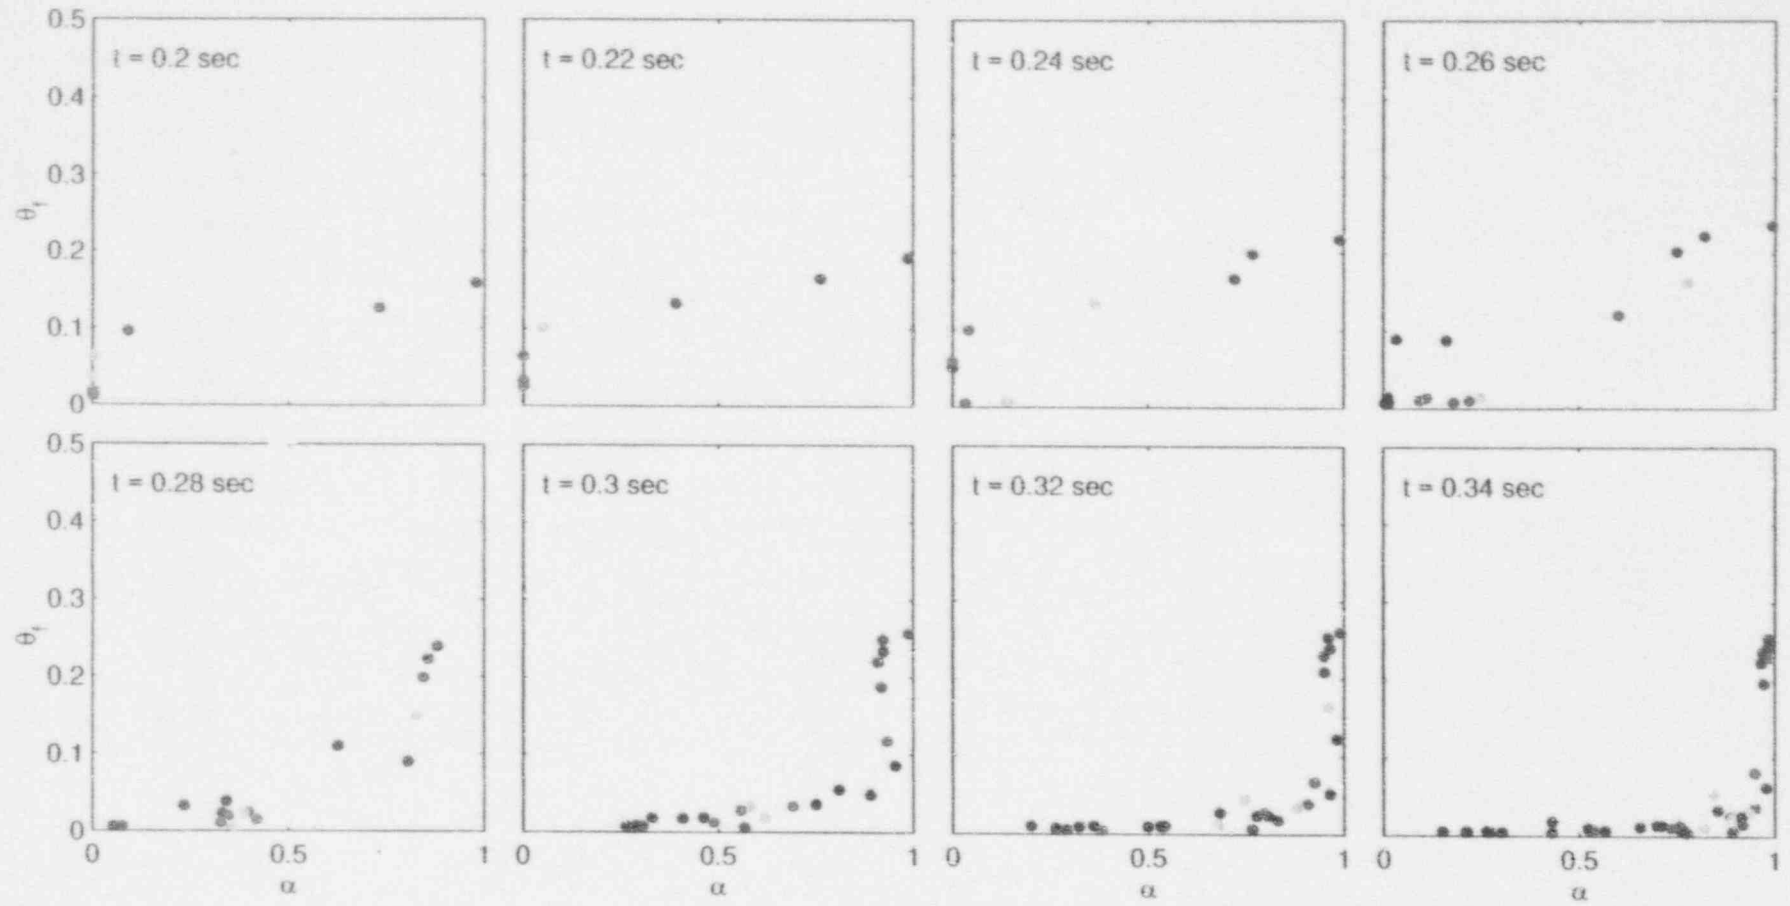 0.5
t = 0.2 sec
t = 0.22 sec
t = 0.24 sec
t = 0.26 sec
0.4
0.3
θf
0.2
0.1
0
0.5
t = 0.28 sec
t = 0.3 sec
t = 0.32 sec
t = 0.34 sec
0.4
0.3
θf
0.2
0.1
0
0 0.5 1
0 0.5 1
0 0.5 1
0 0.5 1
α
α
α
α